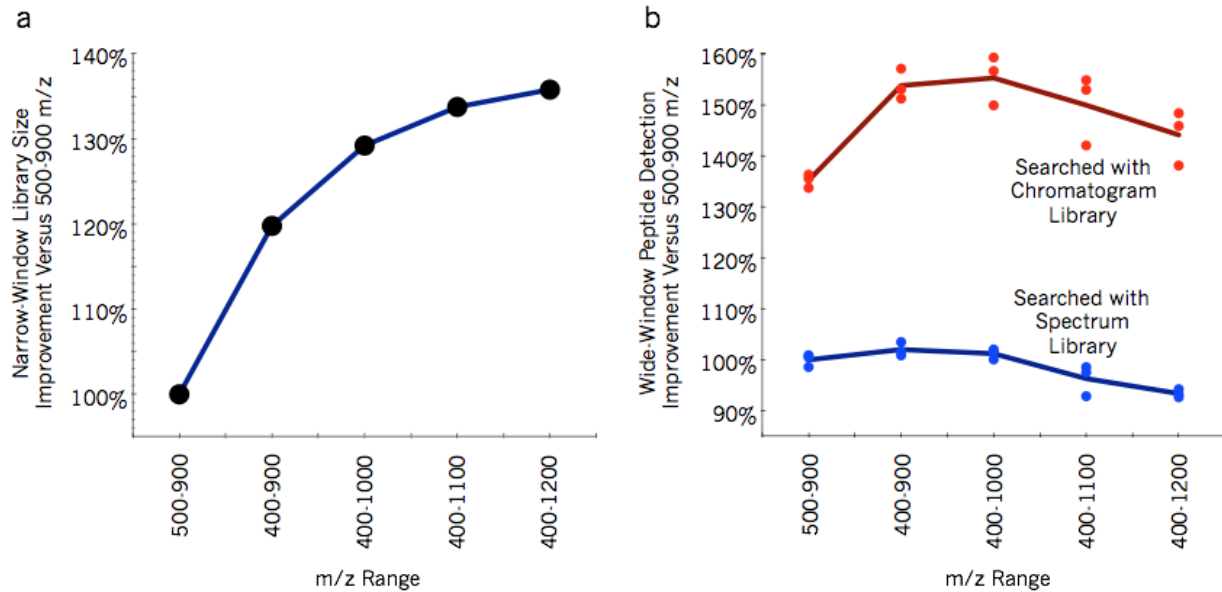 a
Narrow-Window Library Size
Improvement Versus 500-900 m/z
140%
130%
120%
110%
100%
500-900
400-900
400-1000
400-1100
400-1200
m/z Range
b
Wide-Window Peptide Detection
Improvement Versus 500-900 m/z
160%
150%
140%
130%
120%
110%
100%
90%
Searched with
Chromatogram
Library
Searched with
Spectrum
Library
500-900
400-900
400-1000
400-1100
400-1200
m/z Range